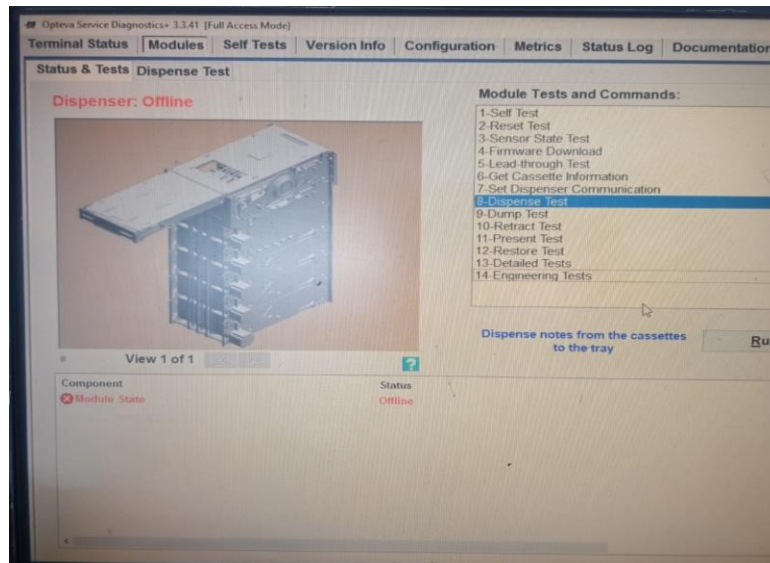 Opteva Service Diagnostics+ 3.3.41 [Full Access Mode]
Terminal Status Modules Self Tests Version Info Configuration Metrics Status Log Documentation
Status & Tests Dispense Test
Dispenser: Offline
Module Tests and Commands:
1-Self Test
2-Reset Test
3-Sensor State Test
4-Firmware Download
5-Lead-through Test
6-Get Cassette Information
7-Set Dispenser Communication
8-Dispense Test
9-Dump Test
10-Retract Test
11-Present Test
12-Restore Test
13-Detailed Tests
14-Engineering Tests
Dispense notes from the cassettes
to the tray
Ru
View 1 of 1
?
Component Status
Module State Offline